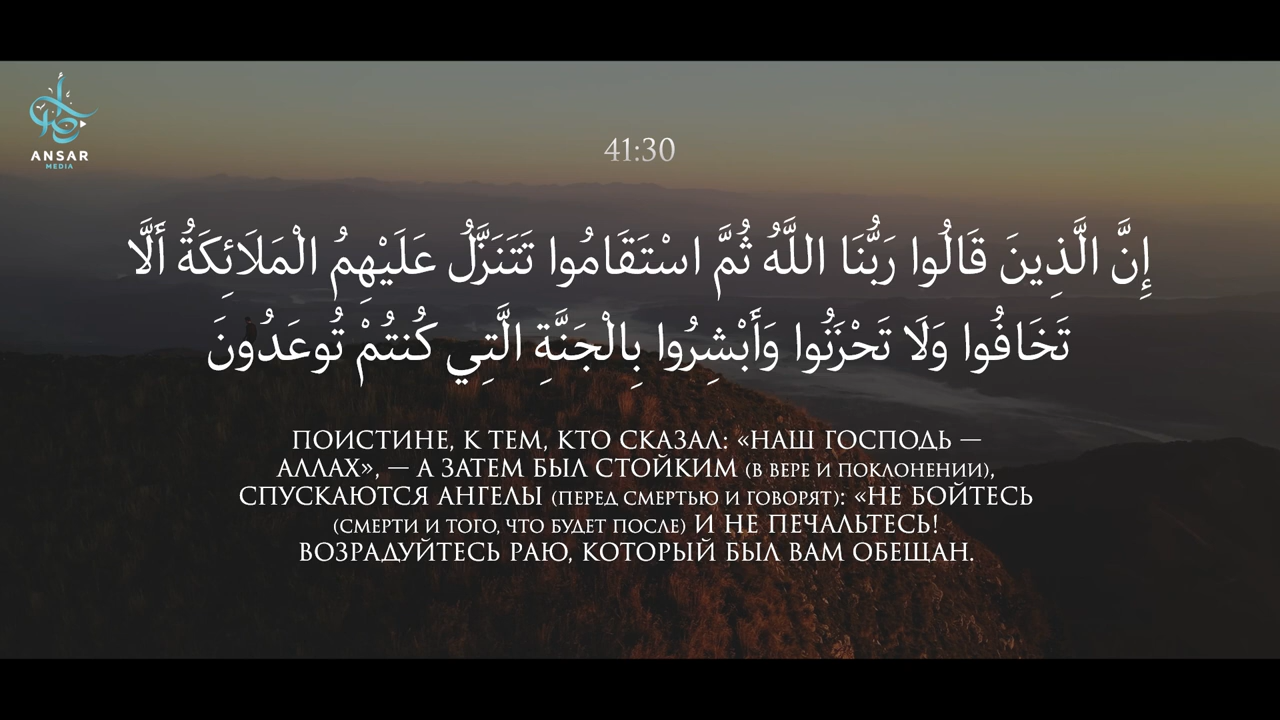 ANSAR
MEDIA
41:30
إِنَّ الَّذِينَ قَالُوا رَبُّنَا اللَّهُ ثُمَّ اسْتَقَامُوا تَتَنَزَّلُ عَلَيْهِمُ الْمَلَائِكَةُ أَلَّا
تَخَافُوا وَلَا تَحْزَنُوا وَأَبْشِرُوا بِالْجَنَّةِ الَّتِي كُنتُمْ تُوعَدُونَ
ПОИСТИНЕ, К ТЕМ, КТО СКАЗАЛ: «НАШ ГОСПОДЬ —
АЛЛАХ», — А ЗАТЕМ БЫЛ СТОЙКИМ (В ВЕРЕ И ПОКЛОНЕНИИ),
СПУСКАЮТСЯ АНГЕЛЫ (ПЕРЕД СМЕРТЬЮ И ГОВОРЯТ): «НЕ БОЙТЕСЬ
(СМЕРТИ И ТОГО, ЧТО БУДЕТ ПОСЛЕ) И НЕ ПЕЧАЛЬТЕСЬ!
ВОЗРАДУЙТЕСЬ РАЮ, КОТОРЫЙ БЫЛ ВАМ ОБЕЩАН.